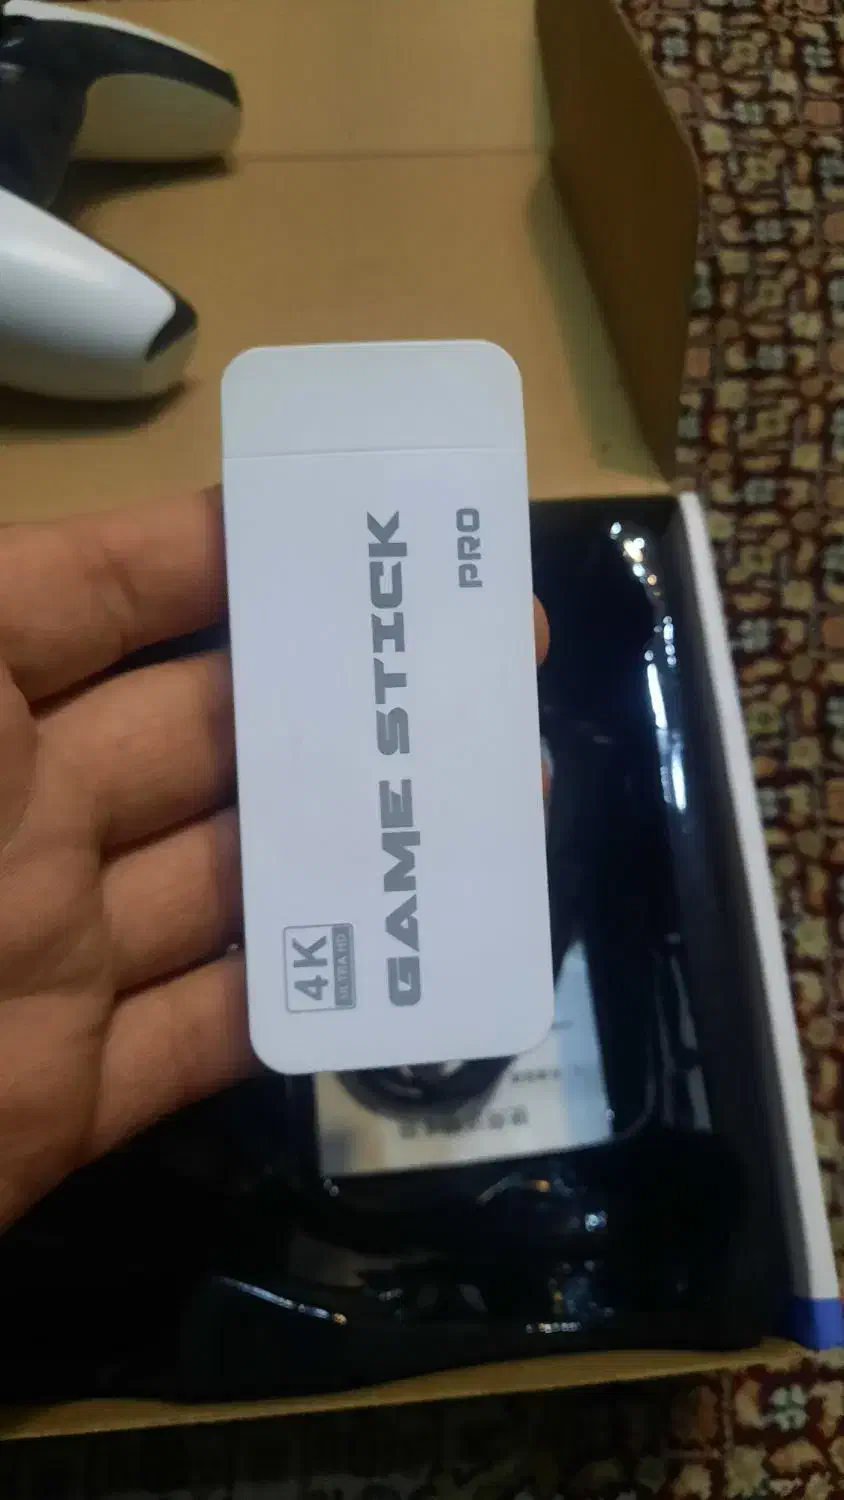 4K
ULTRA HD
GAME STICK
PRO